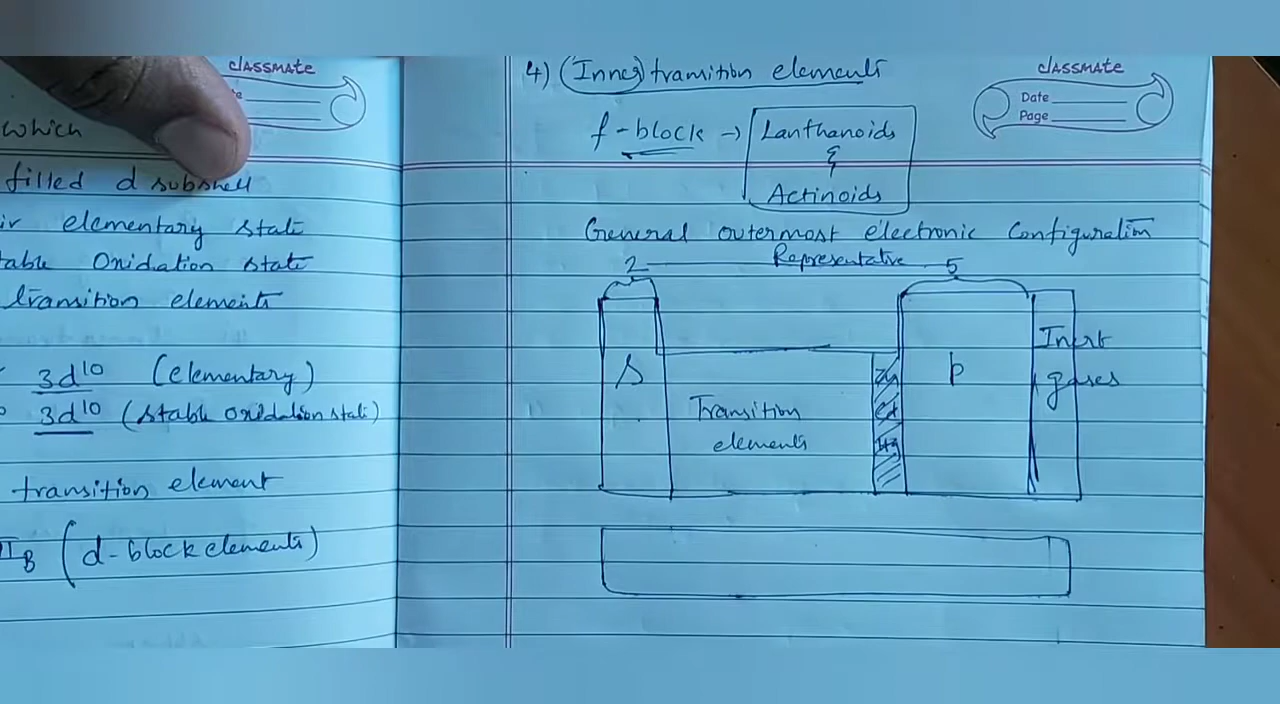 classmate
which
filled d subshell
elementary state
Oxidation state
transition elements
3d10 (elementary)
3d10 (stable oxidation state)
transition element
B (d-block elements)
4) (Inner) transition elements
classmate
Date
Page
f-block → Lanthanoids
&
Actinoids
General outermost electronic configuration
2 Representative 5
s
Transition
elements
Zn
Cd
Hg
p
Inert
gases